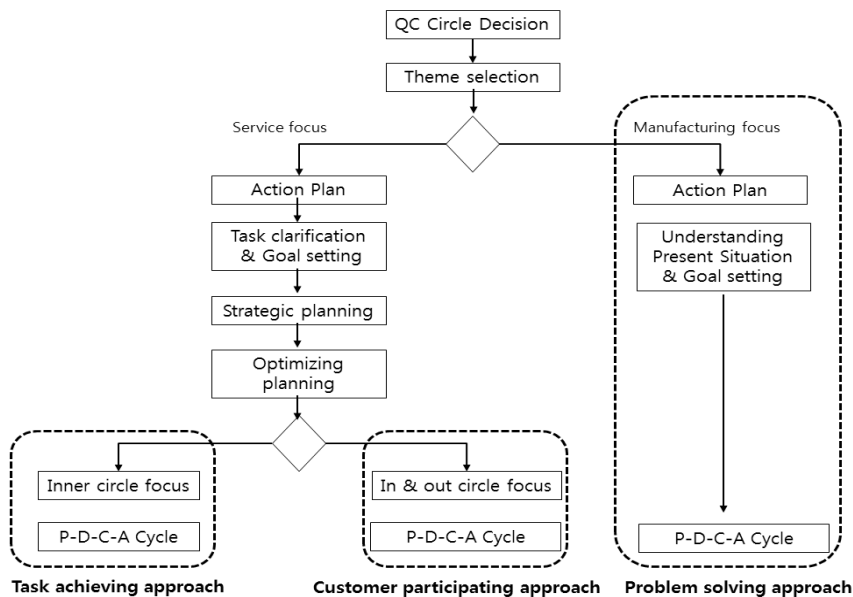 QC Circle Decision
Theme selection
Service focus
Manufacturing focus
Action Plan
Action Plan
Task clarification
& Goal setting
Understanding
Present Situation
& Goal setting
Strategic planning
Optimizing
planning
Inner circle focus
In & out circle focus
P-D-C-A Cycle
P-D-C-A Cycle
P-D-C-A Cycle
Task achieving approach
Customer participating approach
Problem solving approach